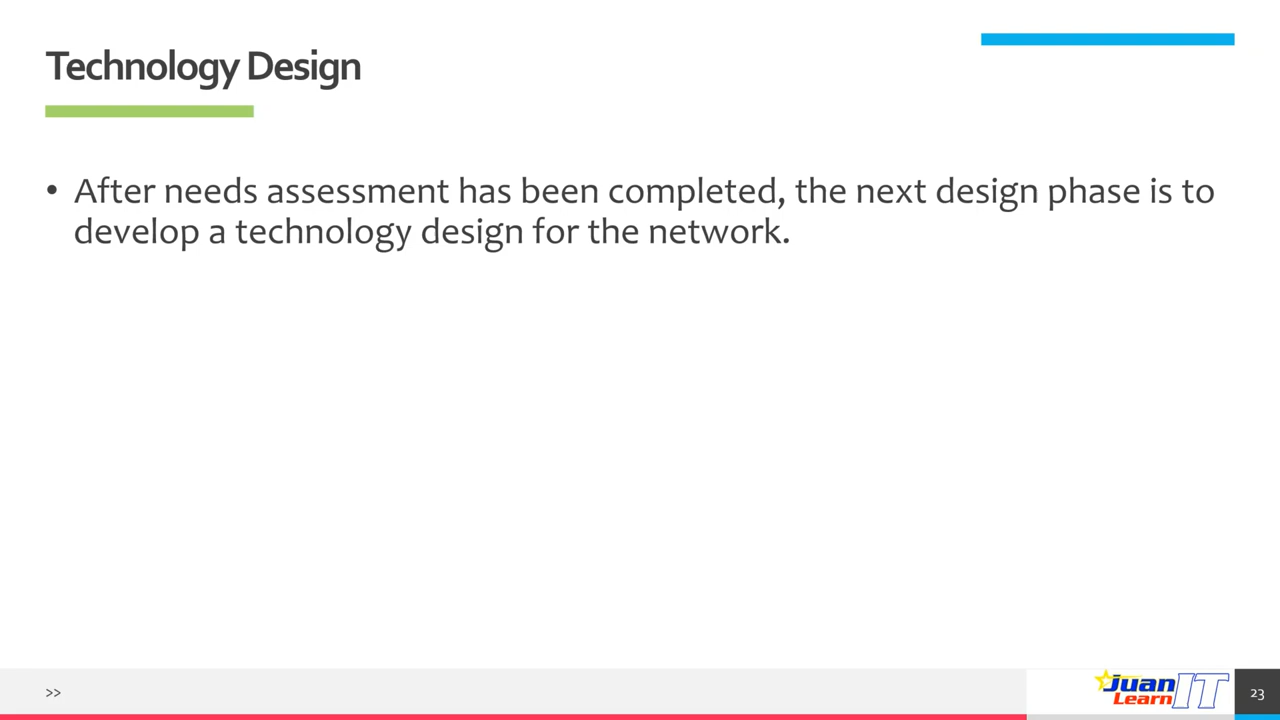 Technology Design
• After needs assessment has been completed, the next design phase is to
develop a technology design for the network.
>>
Juan
Learn
IT
23